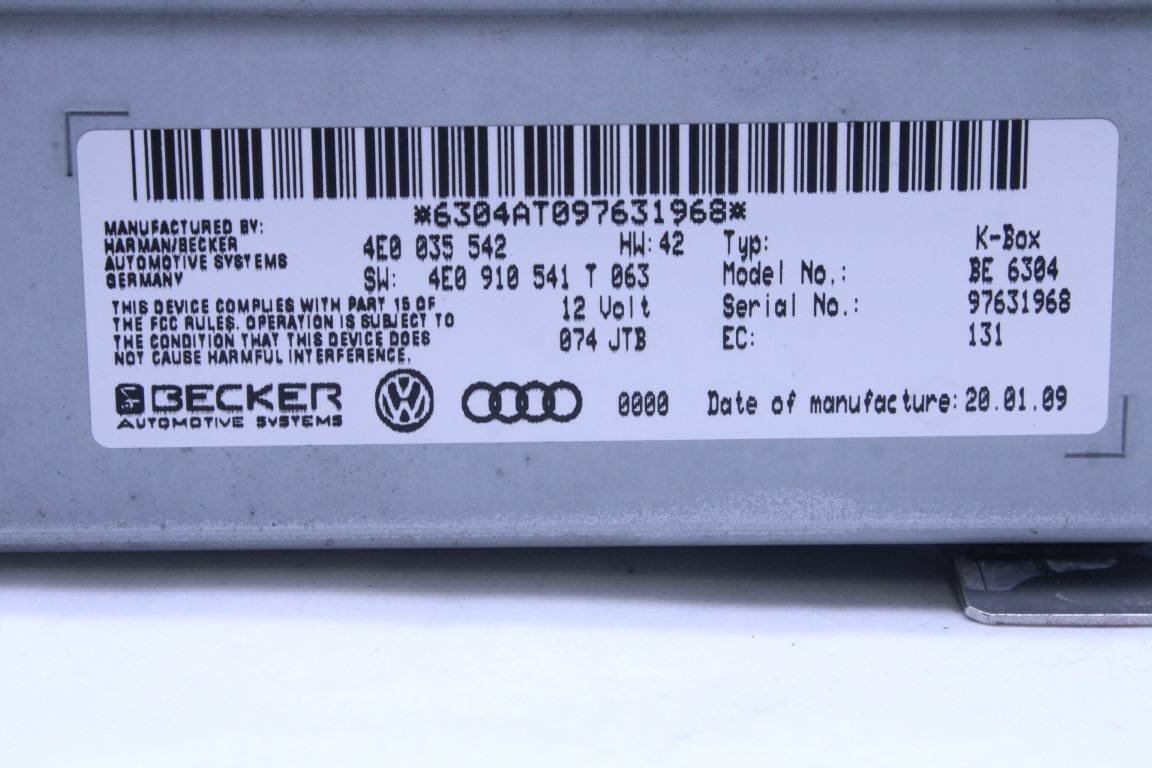 *6304AT097631968*
MANUFACTURED BY:
HARMAN/BECKER
AUTOMOTIVE SYSTEMS
GERMANY
4E0 035 542 HW: 42
SW: 4E0 910 541 T 063
12 Volt
074 JTB
Typ: K-Box
Model No.: BE 6304
Serial No.: 97631968
EC: 131
THIS DEVICE COMPLIES WITH PART 15 OF
THE FCC RULES. OPERATION IS SUBJECT TO
THE CONDITION THAT THIS DEVICE DOES
NOT CAUSE HARMFUL INTERFERENCE.
BECKER
AUTOMOTIVE SYSTEMS
VW
0000 Date of manufacture: 20.01.09